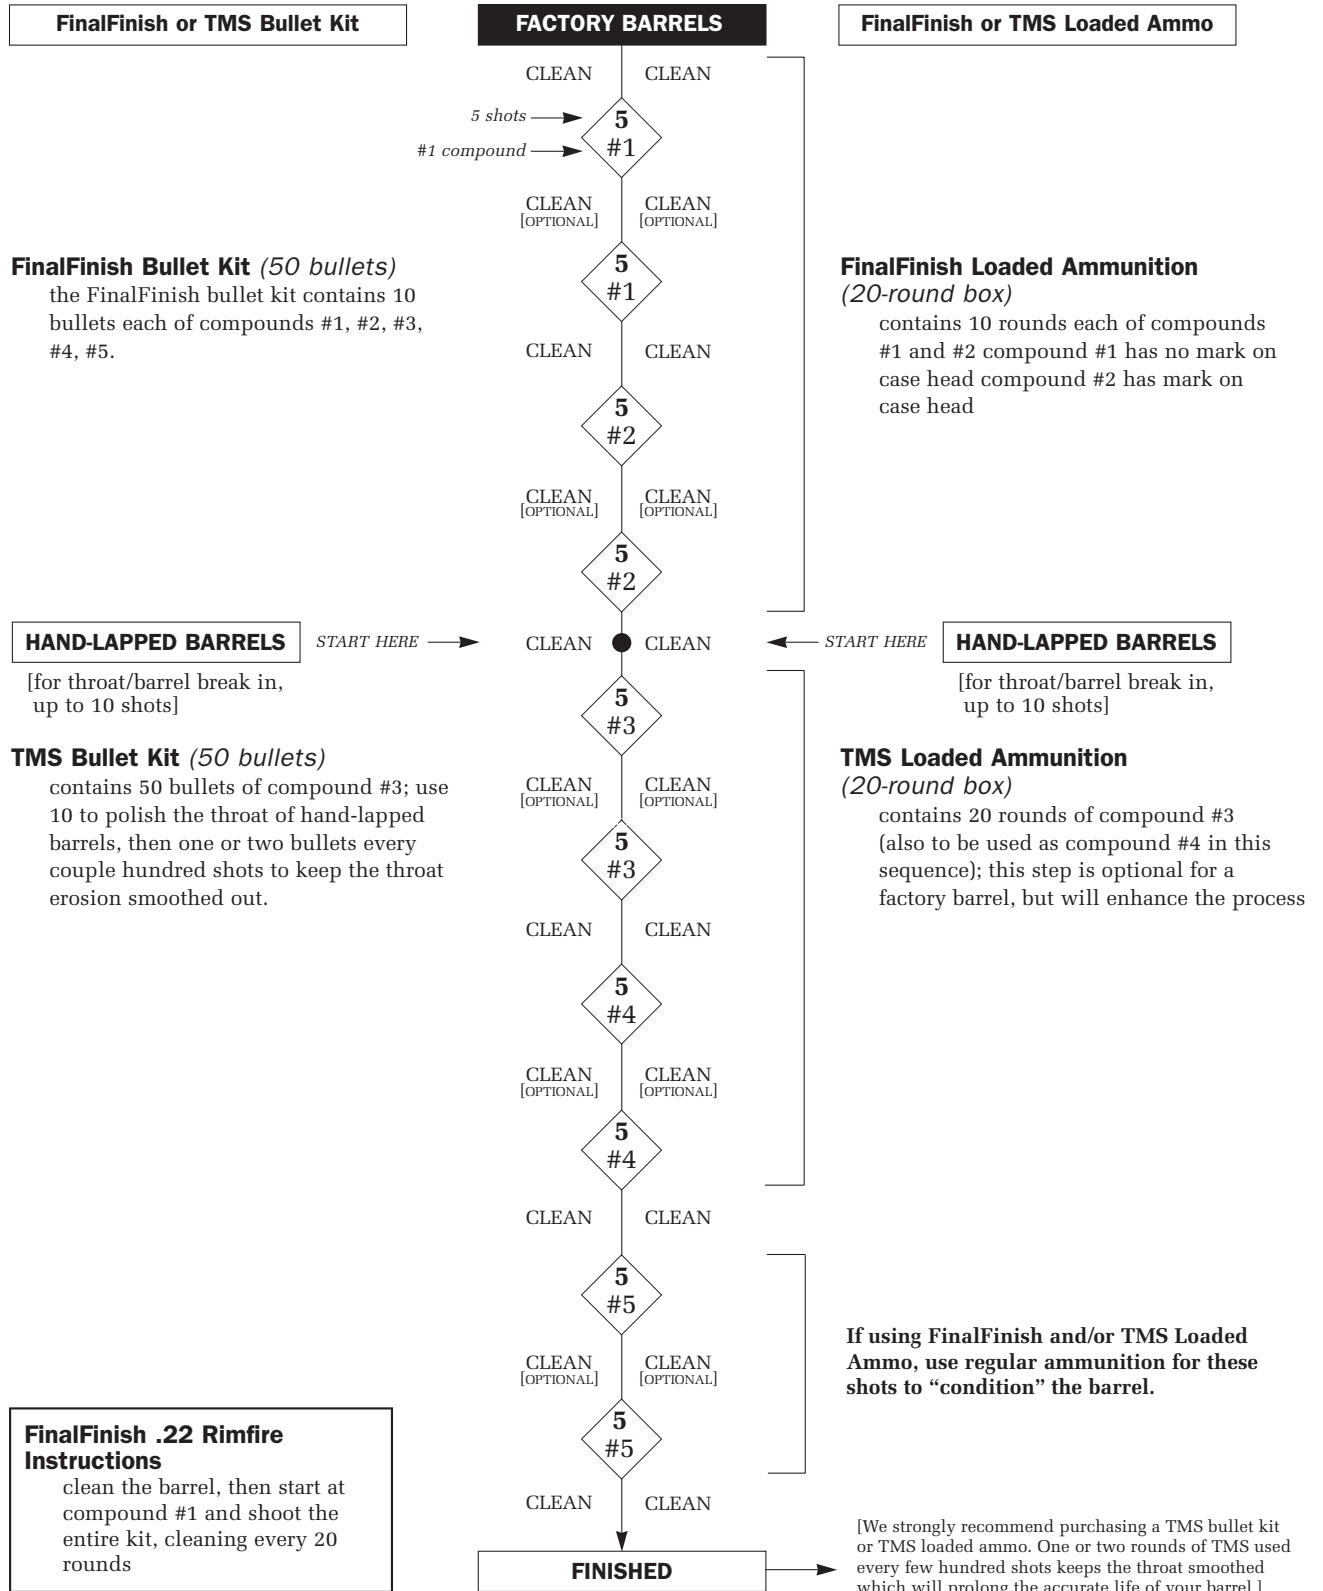 FinalFinish or TMS Bullet Kit
FACTORY BARRELS
FinalFinish or TMS Loaded Ammo
CLEAN CLEAN
5 shots
5
#1 compound
#1
CLEAN CLEAN
[OPTIONAL] [OPTIONAL]
FinalFinish Bullet Kit (50 bullets)
the FinalFinish bullet kit contains 10
bullets each of compounds #1, #2, #3,
#4, #5.
5
#1
FinalFinish Loaded Ammunition
(20-round box)
contains 10 rounds each of compounds
#1 and #2 compound #1 has no mark on
case head compound #2 has mark on
case head
CLEAN CLEAN
5
#2
CLEAN CLEAN
[OPTIONAL] [OPTIONAL]
5
#2
HAND-LAPPED BARRELS START HERE CLEAN CLEAN START HERE HAND-LAPPED BARRELS
[for throat/barrel break in,
up to 10 shots]
[for throat/barrel break in,
up to 10 shots]
5
#3
TMS Bullet Kit (50 bullets)
contains 50 bullets of compound #3; use
10 to polish the throat of hand-lapped
barrels, then one or two bullets every
couple hundred shots to keep the throat
erosion smoothed out.
CLEAN CLEAN
[OPTIONAL] [OPTIONAL]
5
#3
TMS Loaded Ammunition
(20-round box)
contains 20 rounds of compound #3
(also to be used as compound #4 in this
sequence); this step is optional for a
factory barrel, but will enhance the process
CLEAN CLEAN
5
#4
CLEAN CLEAN
[OPTIONAL] [OPTIONAL]
5
#4
CLEAN CLEAN
5
#5
If using FinalFinish and/or TMS Loaded
Ammo, use regular ammunition for these
shots to “condition” the barrel.
CLEAN CLEAN
[OPTIONAL] [OPTIONAL]
5
#5
FinalFinish .22 Rimfire
Instructions
clean the barrel, then start at
compound #1 and shoot the
entire kit, cleaning every 20
rounds
CLEAN CLEAN
FINISHED
[We strongly recommend purchasing a TMS bullet kit
or TMS loaded ammo. One or two rounds of TMS used
every few hundred shots keeps the throat smoothed
which will prolong the accurate life of your barrel.]